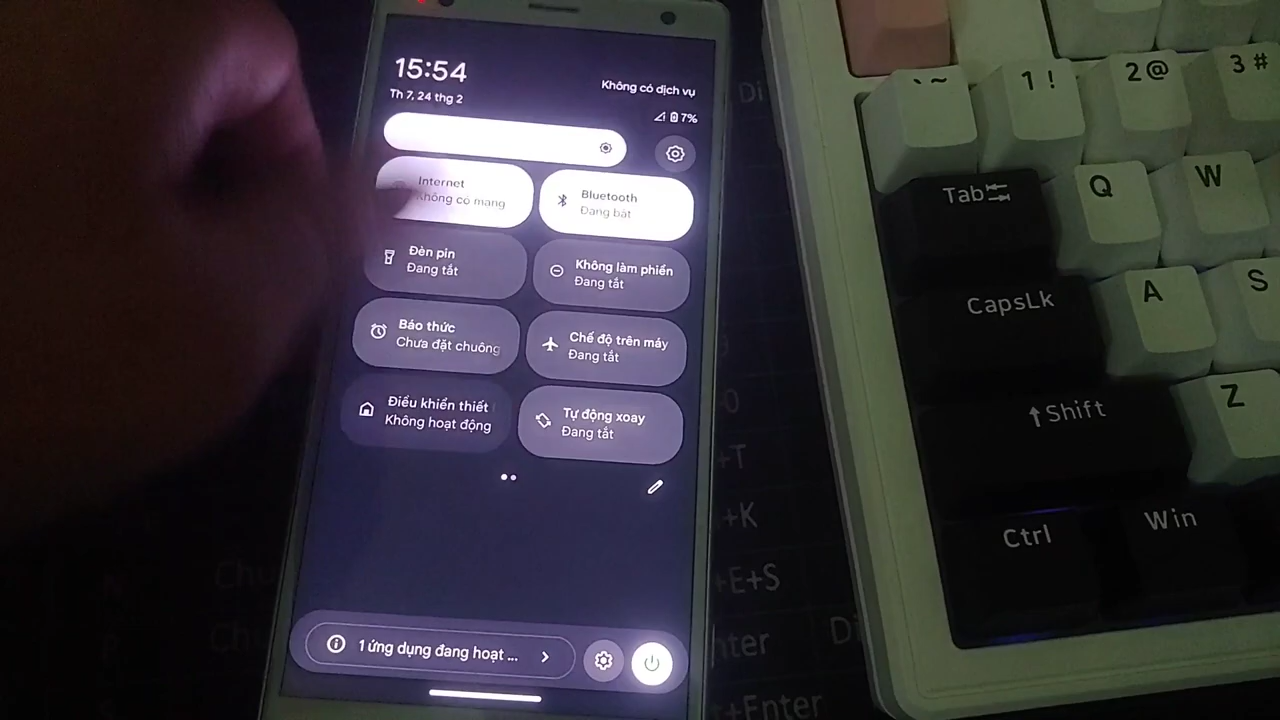 15:54
Th 7, 24 thg 2
Không có dịch vụ
7%
Internet
Không có mạng
Bluetooth
Đang bật
Đèn pin
Đang tắt
Không làm phiền
Đang tắt
Báo thức
Chưa đặt chuông
Chế độ trên máy
Đang tắt
Điều khiển thiết
Không hoạt động
Tự động xoay
Đang tắt
1 ứng dụng đang hoạt ...
Di
+T
+K
+E+S
Di
+Enter
` ~
1 !
2 @
3 #
Tab
Q
W
CapsLk
A
S
Shift
Z
Ctrl
Win